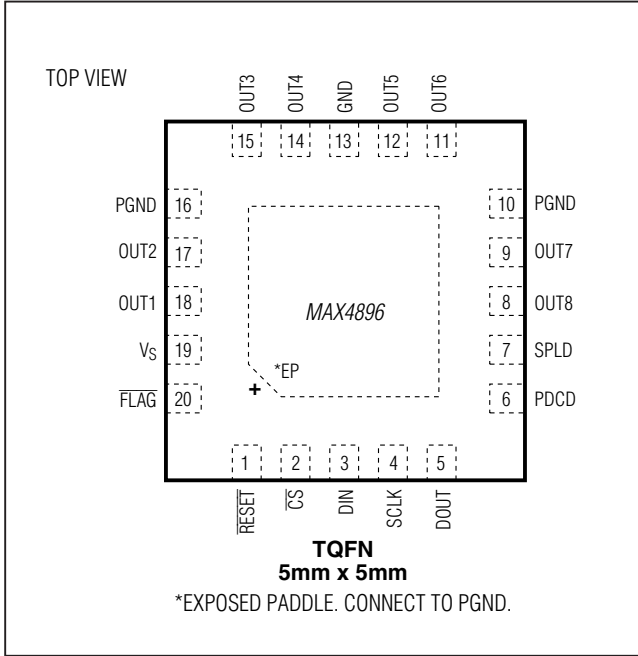 TOP VIEW
OUT3
OUT4
GND
OUT5
OUT6
15
14
13
12
11
PGND 16
10 PGND
OUT2 17
9 OUT7
OUT1 18
8 OUT8
MAX4896
VS 19
7 SPLD
*EP
FLAG 20
6 PDCD
+
1
2
3
4
5
RESET
CS
DIN
SCLK
DOUT
TQFN
5mm x 5mm
*EXPOSED PADDLE. CONNECT TO PGND.